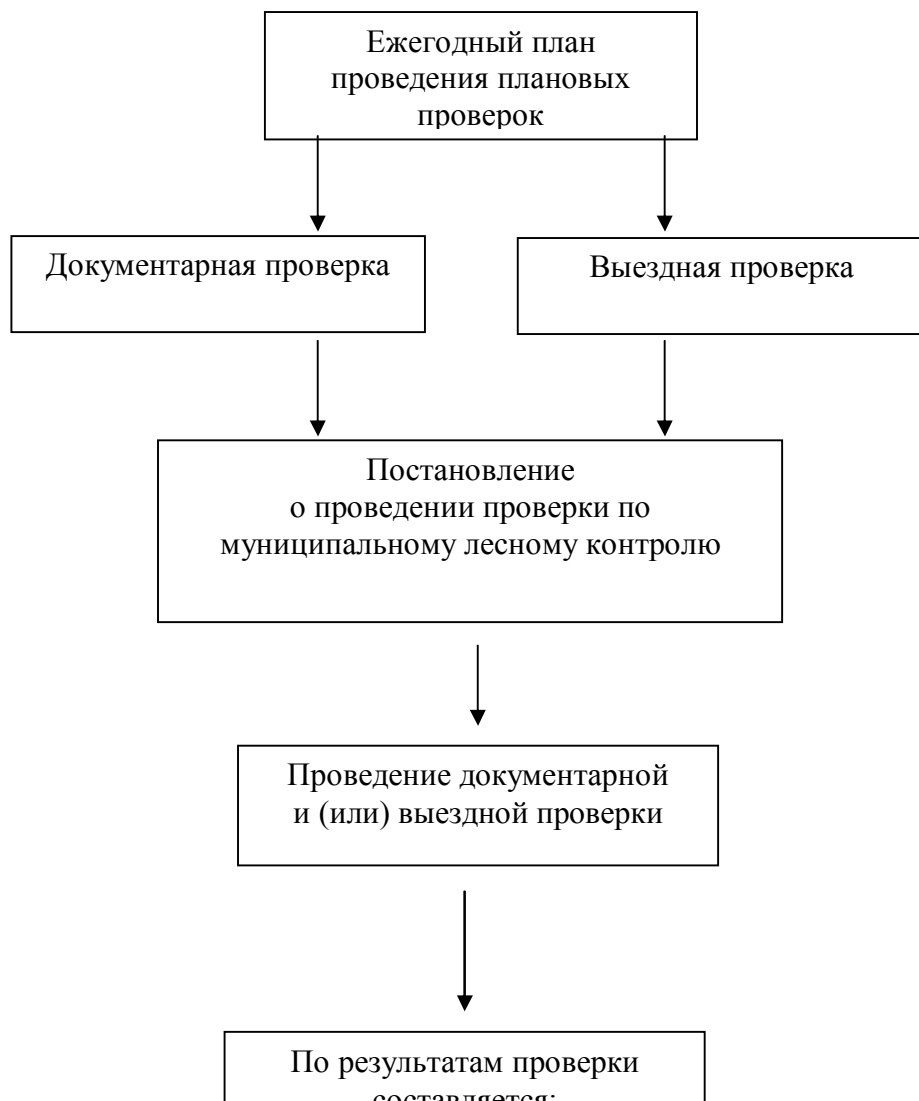 Ежегодный план
проведения плановых
проверок
Документарная проверка
Выездная проверка
Постановление
о проведении проверки по
муниципальному лесному контролю
Проведение документарной
и (или) выездной проверки
По результатам проверки
составляется: